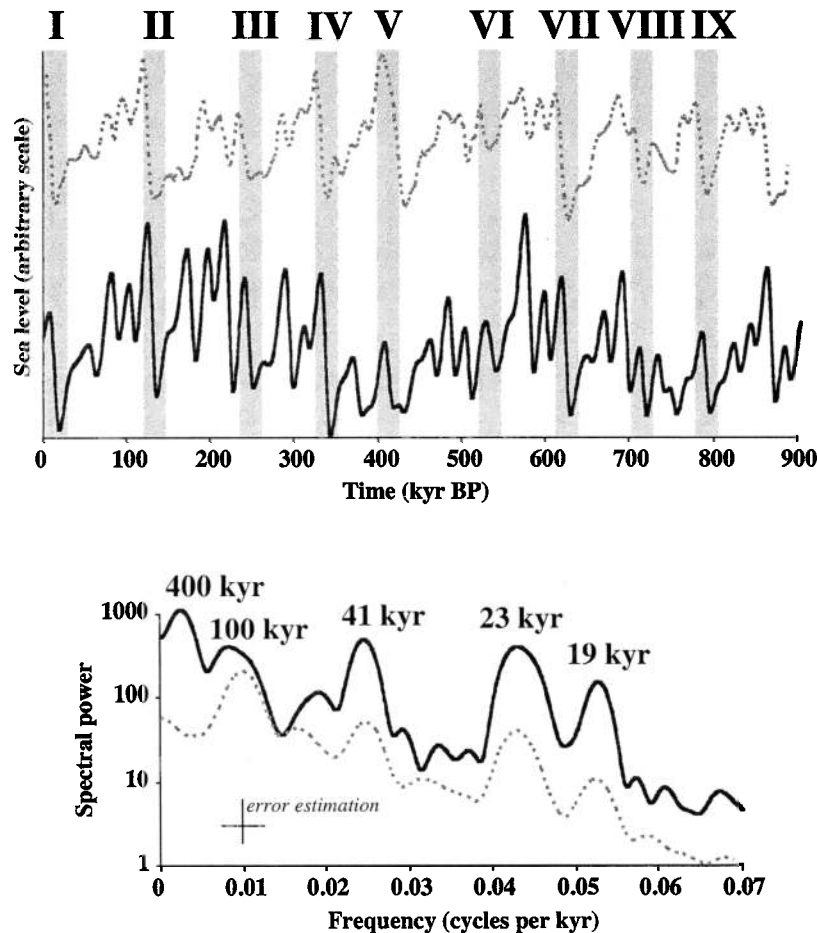 I II III IV V VI VII VIII IX
Sea level (arbitrary scale)
0 100 200 300 400 500 600 700 800 900
Time (kyr BP)
400 kyr
100 kyr
41 kyr
23 kyr
19 kyr
1000
100
10
1
Spectral power
error estimation
0 0.01 0.02 0.03 0.04 0.05 0.06 0.07
Frequency (cycles per kyr)